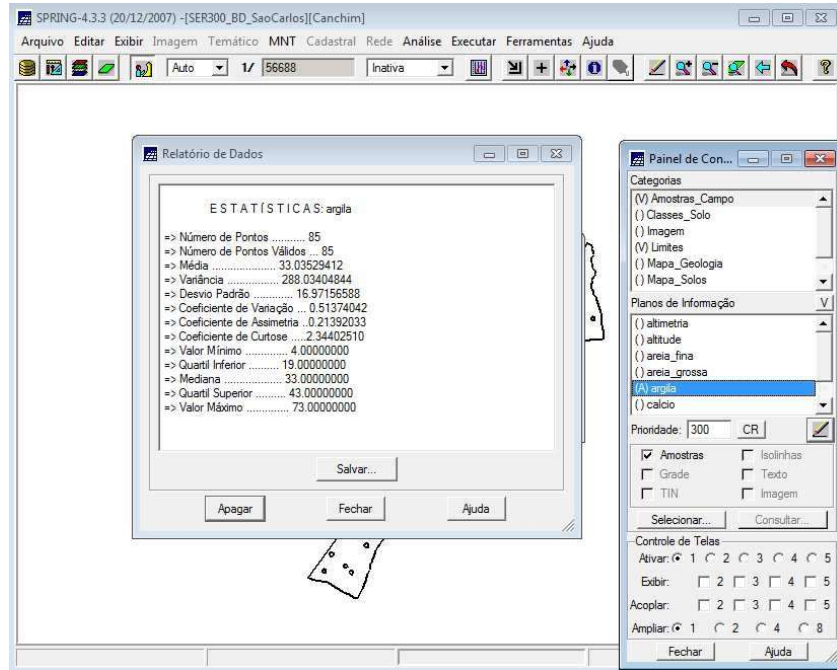 SPRING-4.3.3 (20/12/2007) -[SER300_BD_SaoCarlos][Canchim]
Arquivo Editar Exibir Imagem Temático MNT Cadastral Rede Análise Executar Ferramentas Ajuda
Auto 1/ 56688 Inativa
Relatório de Dados
E S T A T Í S T I C A S: argila
=> Número de Pontos ........... 85
=> Número de Pontos Válidos ... 85
=> Média ..................... 33.03529412
=> Variância ................. 288.03404844
=> Desvio Padrão ............. 16.97156588
=> Coeficiente de Variação ... 0.51374042
=> Coeficiente de Assimetria ..0.21392033
=> Coeficiente de Curtose .....2.34402510
=> Valor Mínimo .............. 4.00000000
=> Quartil Inferior .......... 19.00000000
=> Mediana ................... 33.00000000
=> Quartil Superior .......... 43.00000000
=> Valor Máximo .............. 73.00000000
Salvar...
Apagar Fechar Ajuda
Painel de Con...
Categorias
(V) Amostras_Campo
( ) Classes_Solo
( ) Imagem
(V) Limites
( ) Mapa_Geologia
( ) Mapa_Solos
Planos de Informação V
( ) altimetria
( ) altitude
( ) areia_fina
( ) areia_grossa
(A) argila
( ) calcio
Prioridade: 300 CR
Amostras Isolinhas
Grade Texto
TIN Imagem
Selecionar... Consultar...
Controle de Telas
Ativar: 1 2 3 4 5
Exibir: 2 3 4 5
Acoplar: 2 3 4 5
Ampliar: 1 2 4 8
Fechar Ajuda